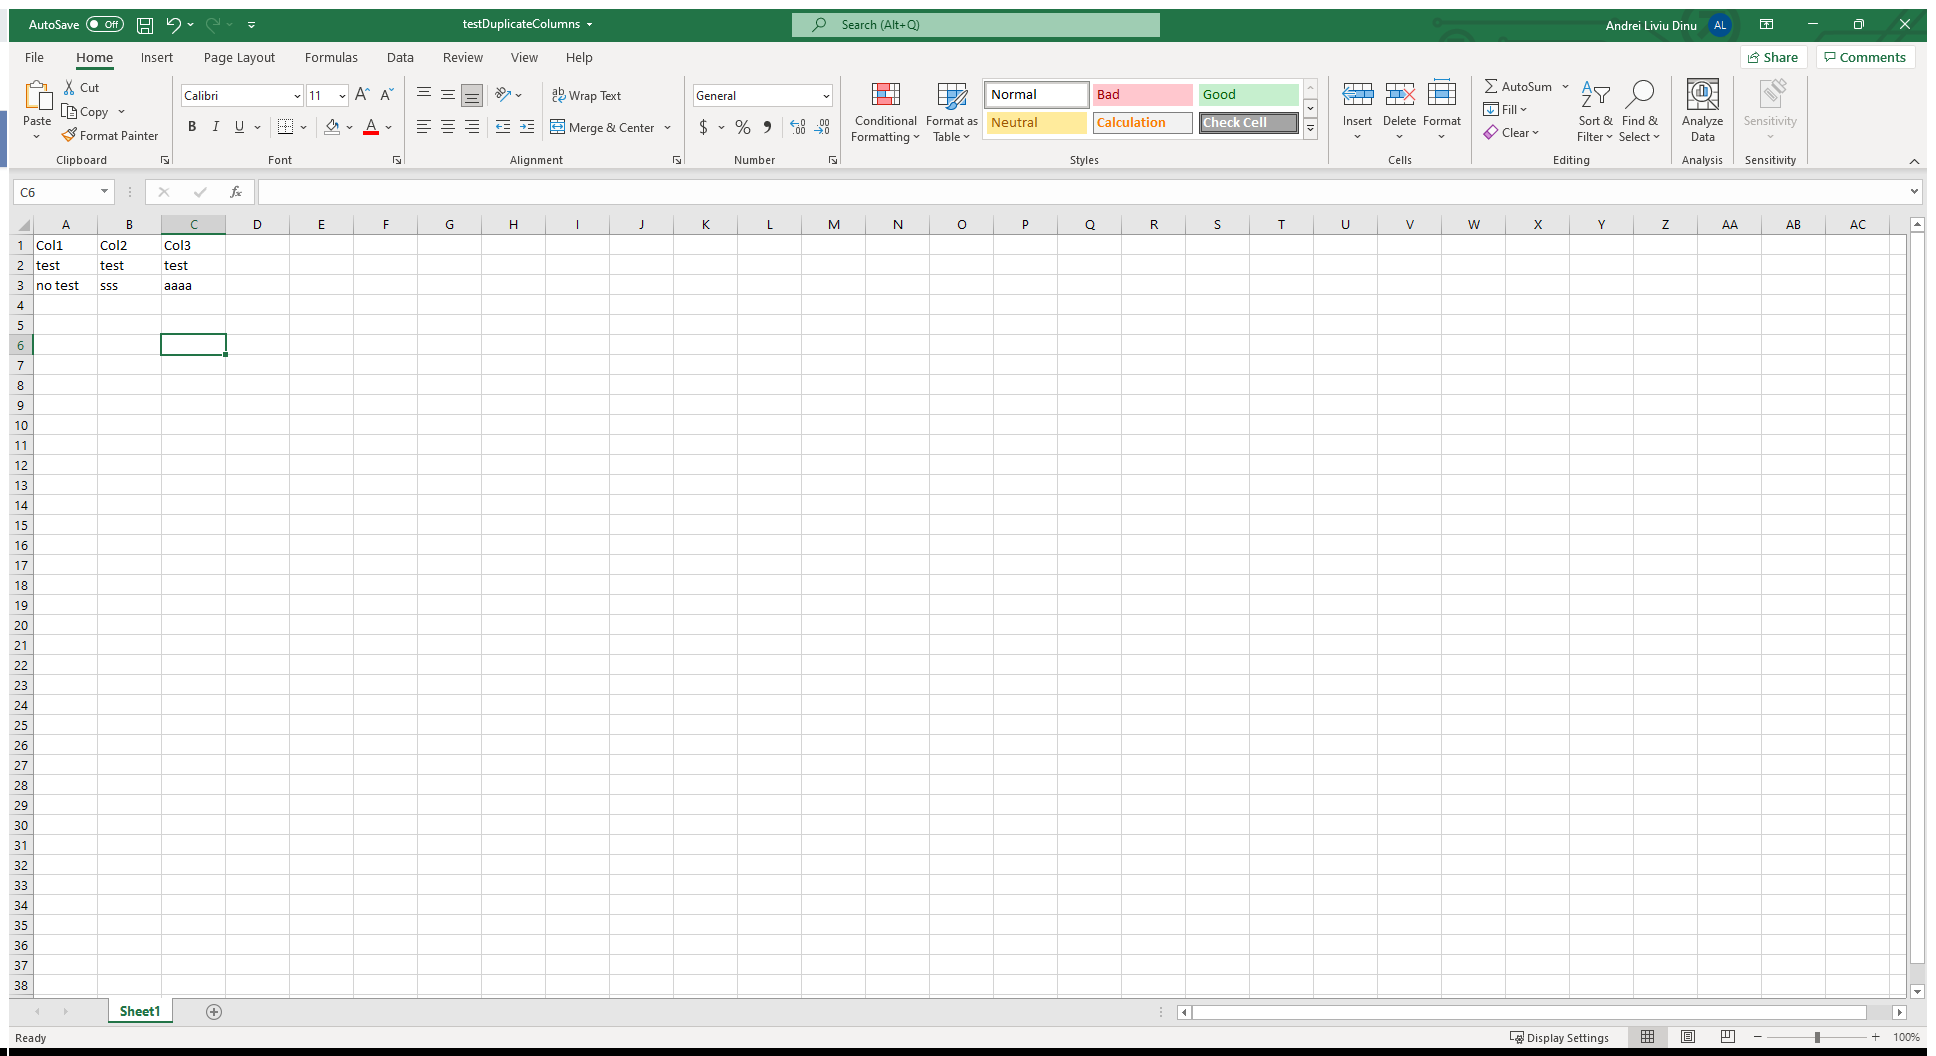 AutoSave Off testDuplicateColumns Search (Alt+Q) Andrei Liviu Dinu AL
File Home Insert Page Layout Formulas Data Review View Help Share Comments
Paste Cut Copy Format Painter
Calibri 11
B I U A
ab Wrap Text
Merge & Center
General
$ % 9
Conditional Formatting Format as Table
Normal Bad Good
Neutral Calculation Check Cell
Insert Delete Format
AutoSum Fill Clear
Sort & Filter Find & Select
Analyze Data
Sensitivity
Clipboard Font Alignment Number Styles Cells Editing Analysis Sensitivity
C6 fx
A B C D E F G H I J K L M N O P Q R S T U V W X Y Z AA AB AC
1 Col1 Col2 Col3
2 test test test
3 no test sss aaaa
4
5
6
7
8
9
10
11
12
13
14
15
16
17
18
19
20
21
22
23
24
25
26
27
28
29
30
31
32
33
34
35
36
37
38
Sheet1
Ready Display Settings 100%